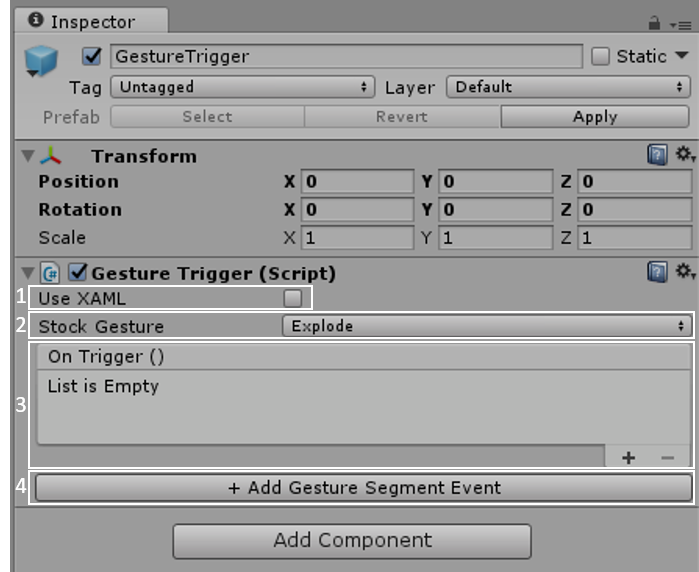 Inspector
GestureTrigger Static
Tag Untagged Layer Default
Prefab Select Revert Apply
Transform
Position X 0 Y 0 Z 0
Rotation X 0 Y 0 Z 0
Scale X 1 Y 1 Z 1
Gesture Trigger (Script)
1 Use XAML
2 Stock Gesture Explode
On Trigger ()
List is Empty
3
+ −
4 + Add Gesture Segment Event
Add Component